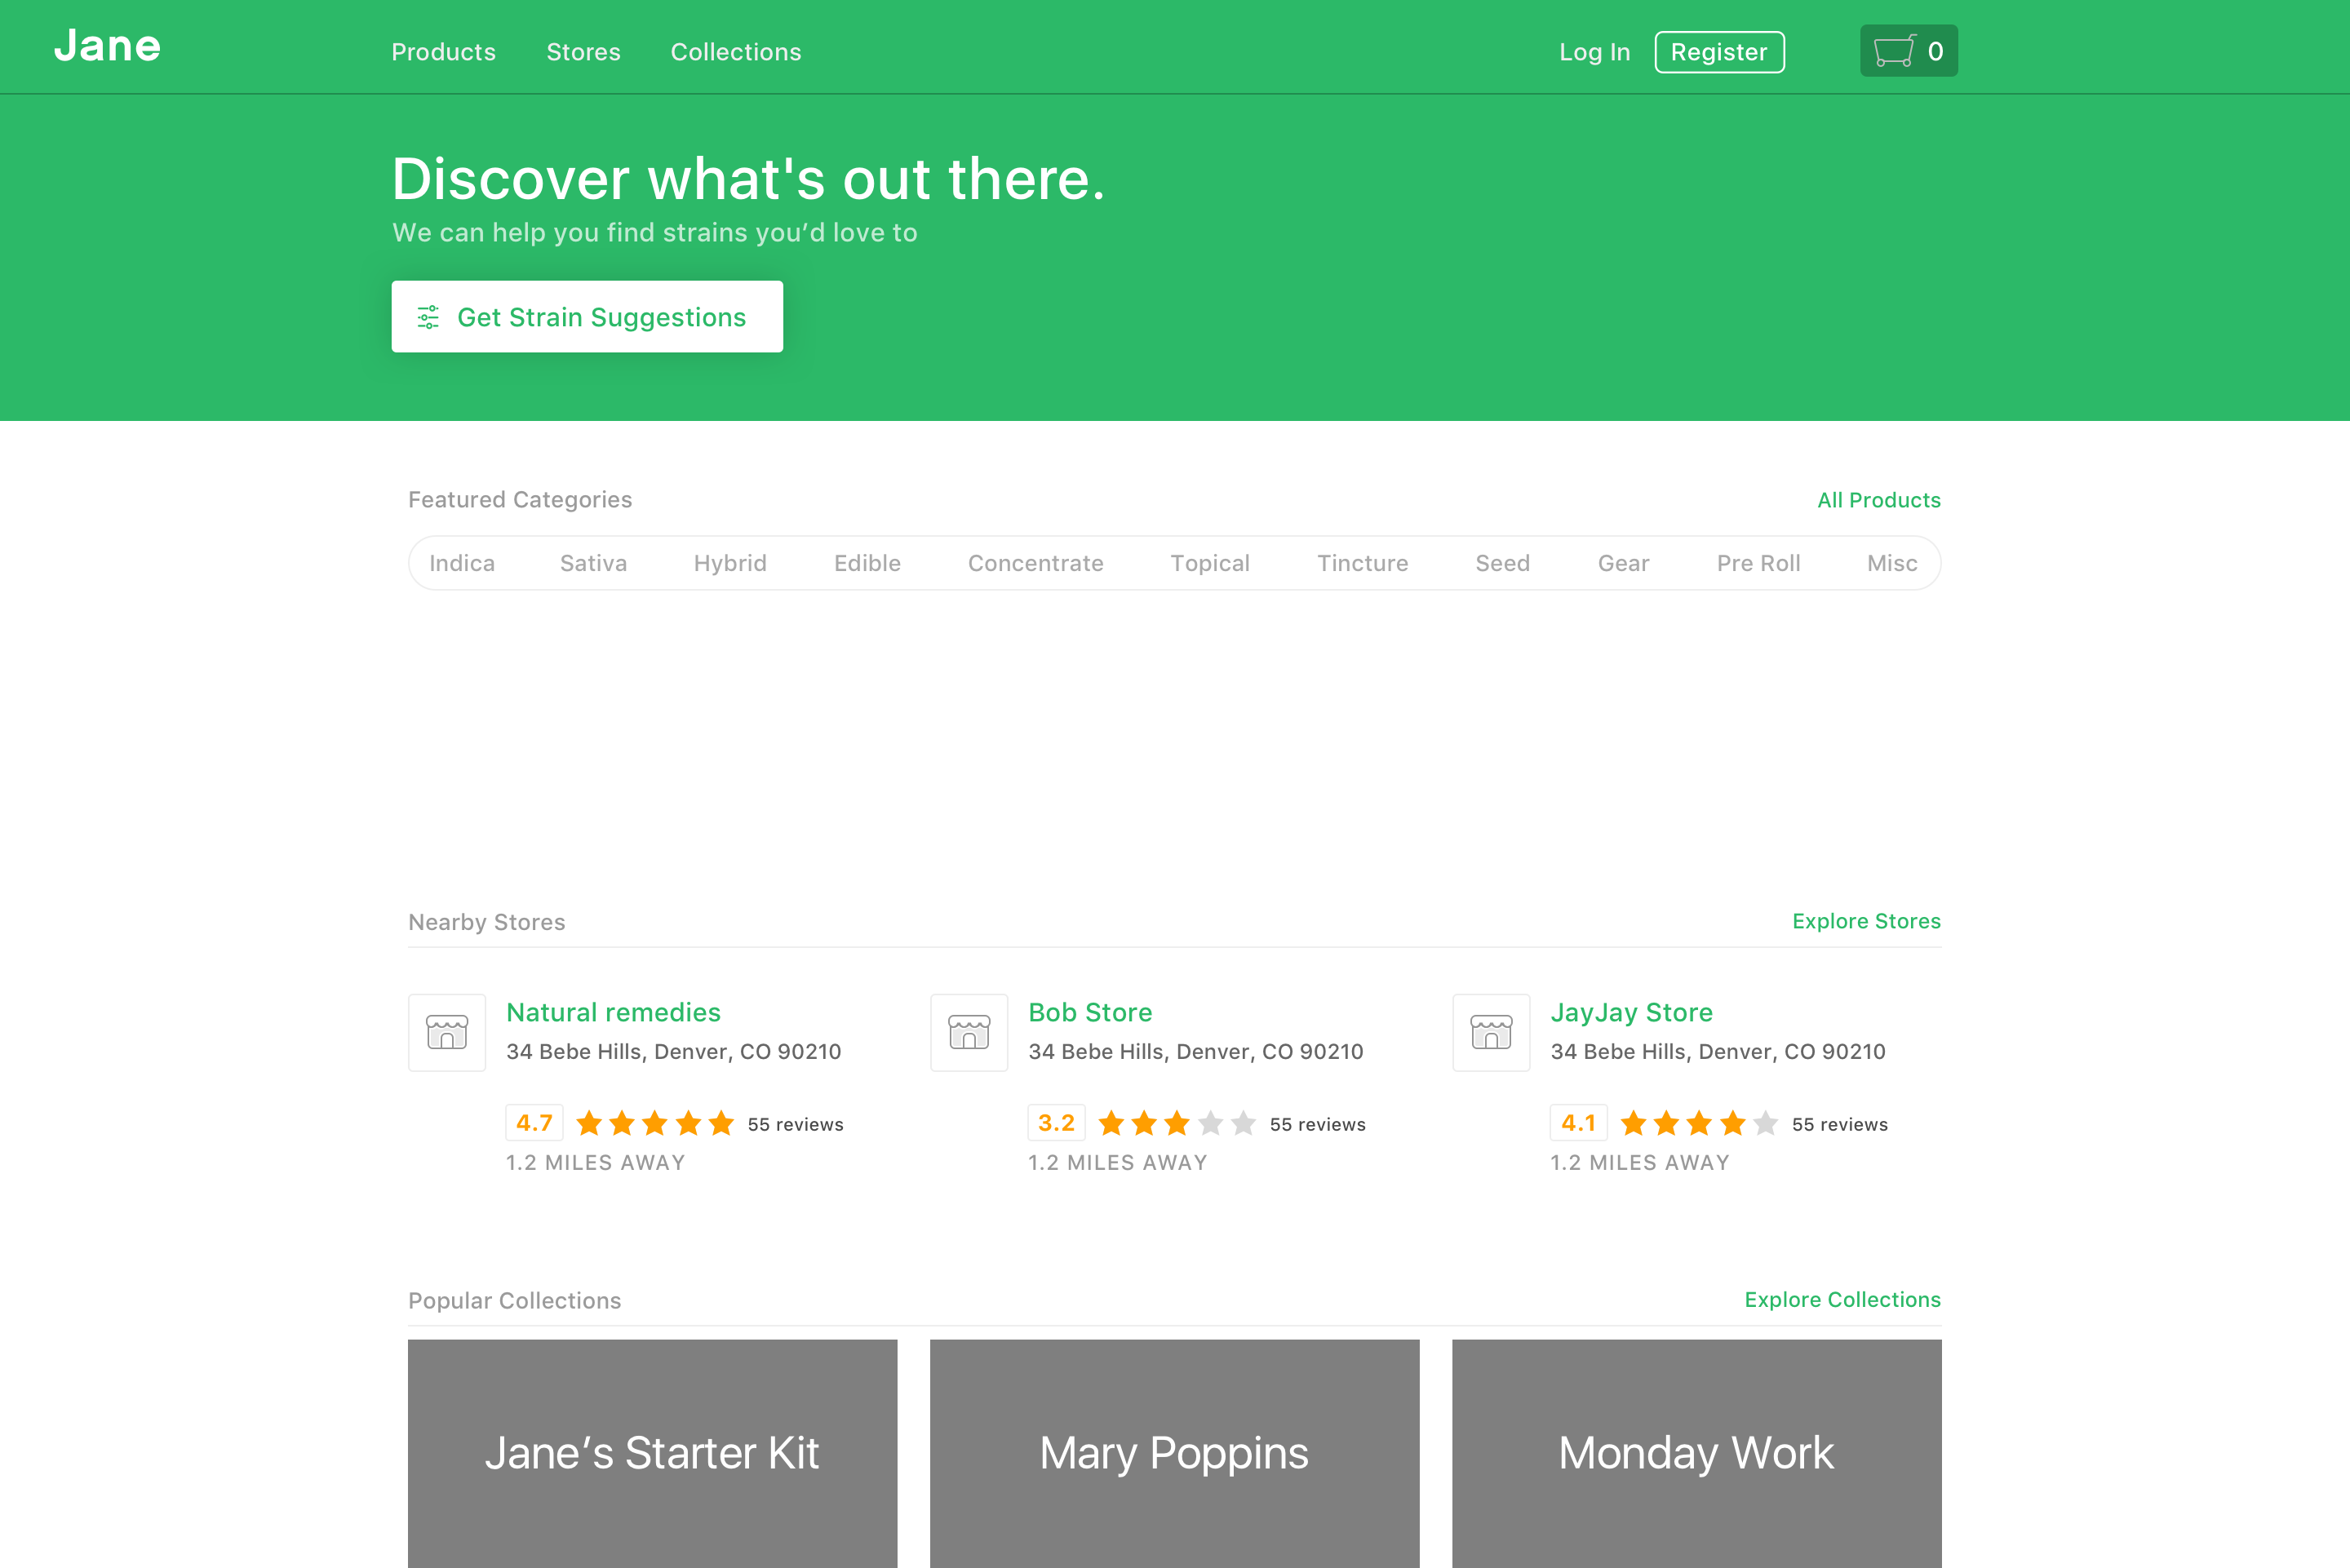 Jane
Products Stores Collections Log In Register 0
Discover what's out there.
We can help you find strains you’d love to
Get Strain Suggestions
Featured Categories All Products
Indica Sativa Hybrid Edible Concentrate Topical Tincture Seed Gear Pre Roll Misc
Nearby Stores Explore Stores
Natural remedies
34 Bebe Hills, Denver, CO 90210
4.7 55 reviews
1.2 MILES AWAY
Bob Store
34 Bebe Hills, Denver, CO 90210
3.2 55 reviews
1.2 MILES AWAY
JayJay Store
34 Bebe Hills, Denver, CO 90210
4.1 55 reviews
1.2 MILES AWAY
Popular Collections Explore Collections
Jane’s Starter Kit
Mary Poppins
Monday Work